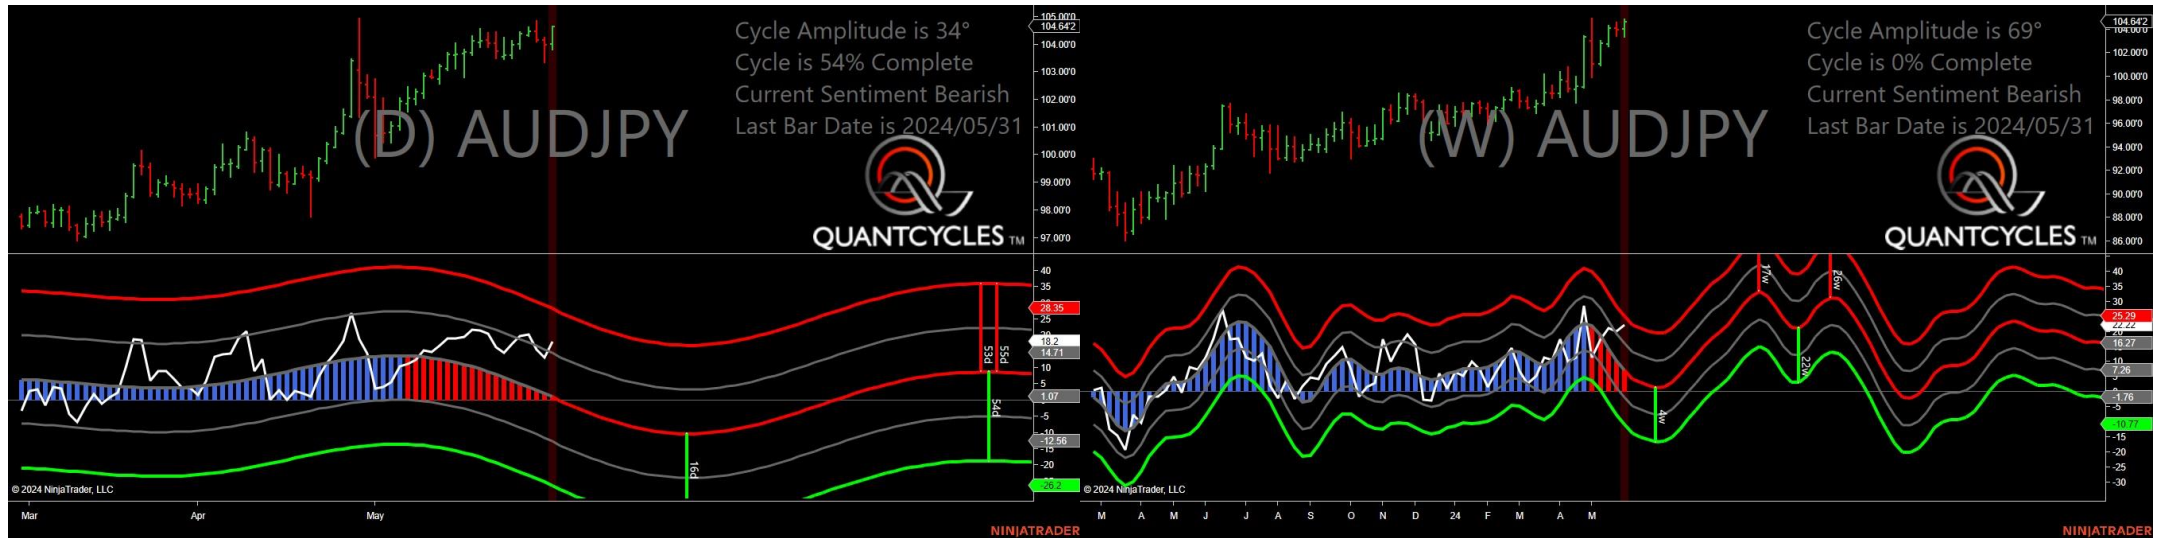 Cycle Amplitude is 34°
Cycle is 54% Complete
Current Sentiment Bearish
Last Bar Date is 2024/05/31
(D) AUDJPY
QUANTCYCLES TM
105.00'0
104.64'2
104.00'0
103.00'0
102.00'0
101.00'0
100.00'0
99.00'0
98.00'0
97.00'0
40
35
28.35
25
18.2
14.71
10
5
1.07
-5
-10
-12.56
-15
-20
-26.2
16d
53d
55d
54d
© 2024 NinjaTrader, LLC
Mar Apr May
NINJATRADER
Cycle Amplitude is 69°
Cycle is 0% Complete
Current Sentiment Bearish
Last Bar Date is 2024/05/31
(W) AUDJPY
QUANTCYCLES TM
104.64'2
104.00'0
102.00'0
100.00'0
98.00'0
96.00'0
94.00'0
92.00'0
90.00'0
88.00'0
86.00'0
17w
26w
22w
4w
40
35
30
25.29
22.22
20
16.27
10
7.26
-1.76
-5
-10.77
-15
-20
-25
-30
© 2024 NinjaTrader, LLC
M A M J J A S O N D 24 F M A M
NINJATRADER